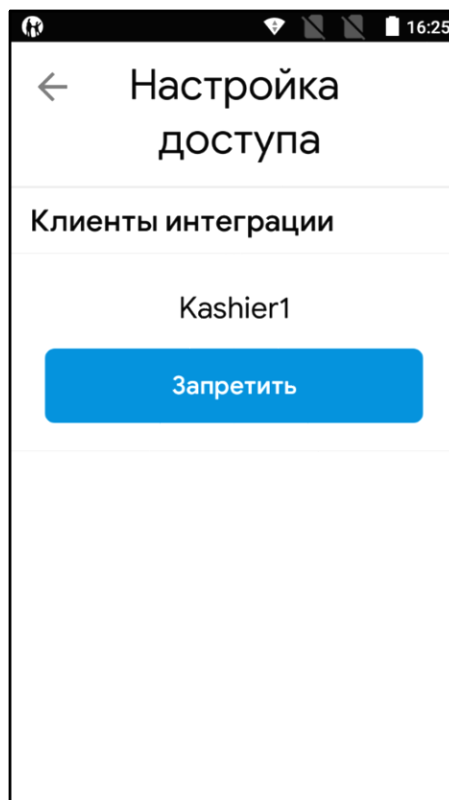 16:25
Настройка
доступа
Клиенты интеграции
Kashier1
Запретить